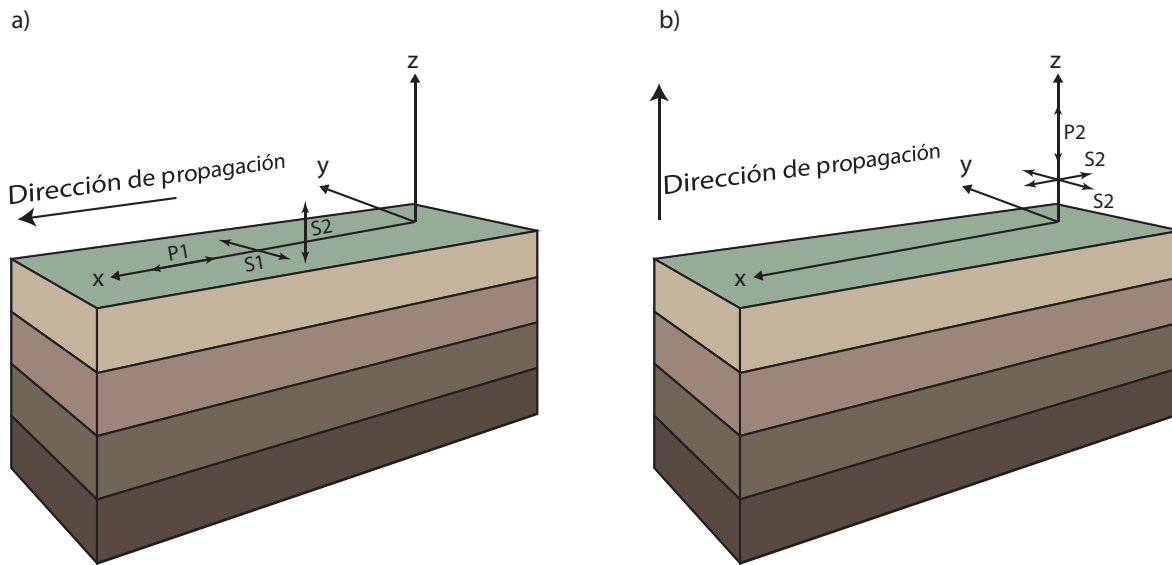 a)
z
y
Dirección de propagación
S2
P1
S1
x
b)
z
P2
S2
y
Dirección de propagación
S2
x